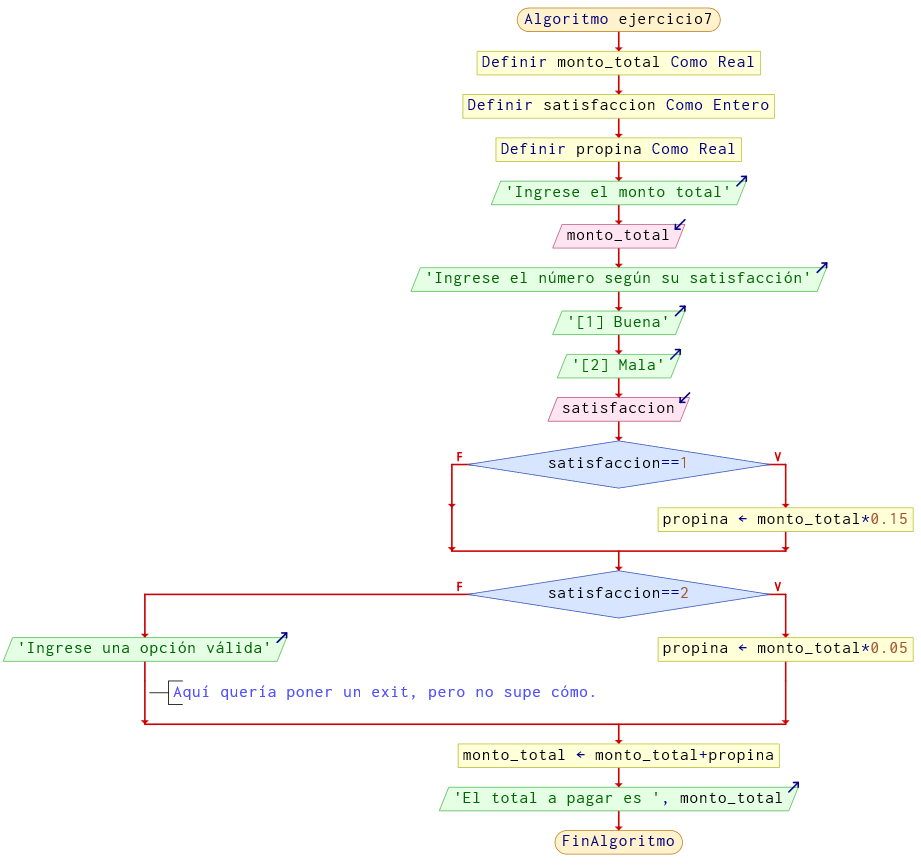 Algoritmo ejercicio7
Definir monto_total Como Real
Definir satisfaccion Como Entero
Definir propina Como Real
'Ingrese el monto total'
monto_total
'Ingrese el número según su satisfacción'
'[1] Buena'
'[2] Mala'
satisfaccion
F
satisfaccion==1
V
propina ← monto_total*0.15
F
satisfaccion==2
V
'Ingrese una opción válida'
propina ← monto_total*0.05
Aquí quería poner un exit, pero no supe cómo.
monto_total ← monto_total+propina
'El total a pagar es ', monto_total
FinAlgoritmo